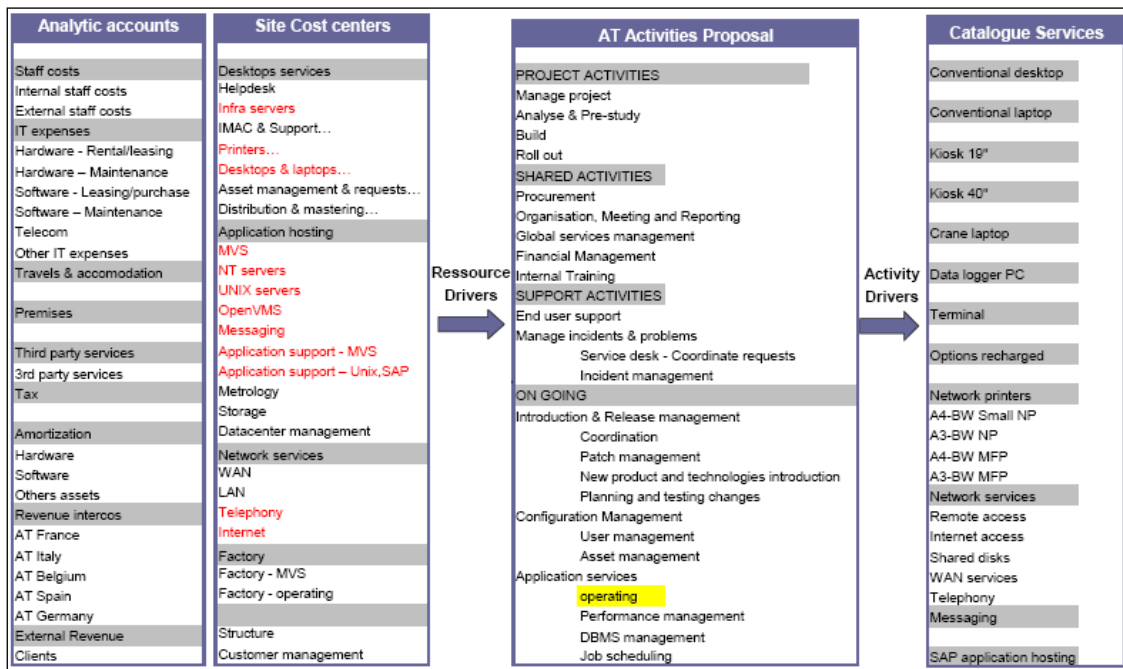 Analytic accounts
Staff costs
Internal staff costs
External staff costs
IT expenses
Hardware - Rental/leasing
Hardware – Maintenance
Software - Leasing/purchase
Software – Maintenance
Telecom
Other IT expenses
Travels & accomodation
Premises
Third party services
3rd party services
Tax
Amortization
Hardware
Software
Others assets
Revenue intercos
AT France
AT Italy
AT Belgium
AT Spain
AT Germany
External Revenue
Clients
Site Cost centers
Desktops services
Helpdesk
Infra servers
IMAC & Support…
Printers…
Desktops & laptops…
Asset management & requests…
Distribution & mastering…
Application hosting
MVS
NT servers
UNIX servers
OpenVMS
Messaging
Application support - MVS
Application support – Unix,SAP
Metrology
Storage
Datacenter management
Network services
WAN
LAN
Telephony
Internet
Factory
Factory - MVS
Factory - operating
Structure
Customer management
Ressource
Drivers
AT Activities Proposal
PROJECT ACTIVITIES
Manage project
Analyse & Pre-study
Build
Roll out
SHARED ACTIVITIES
Procurement
Organisation, Meeting and Reporting
Global services management
Financial Management
Internal Training
SUPPORT ACTIVITIES
End user support
Manage incidents & problems
Service desk - Coordinate requests
Incident management
ON GOING
Introduction & Release management
Coordination
Patch management
New product and technologies introduction
Planning and testing changes
Configuration Management
User management
Asset management
Application services
operating
Performance management
DBMS management
Job scheduling
Activity
Drivers
Catalogue Services
Conventional desktop
Conventional laptop
Kiosk 19"
Kiosk 40"
Crane laptop
Data logger PC
Terminal
Options recharged
Network printers
A4-BW Small NP
A3-BW NP
A4-BW MFP
A3-BW MFP
Network services
Remote access
Internet access
Shared disks
WAN services
Telephony
Messaging
SAP application hosting